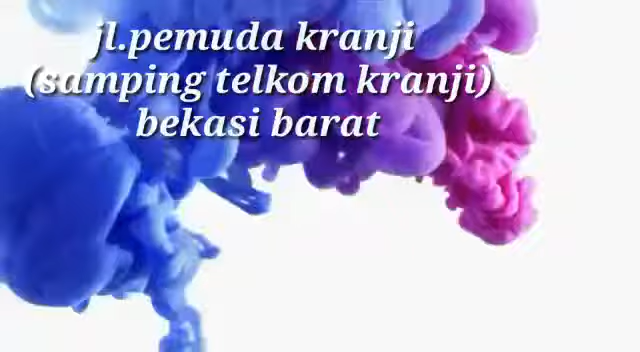 jl.pemuda kranji
(samping telkom kranji)
bekasi barat